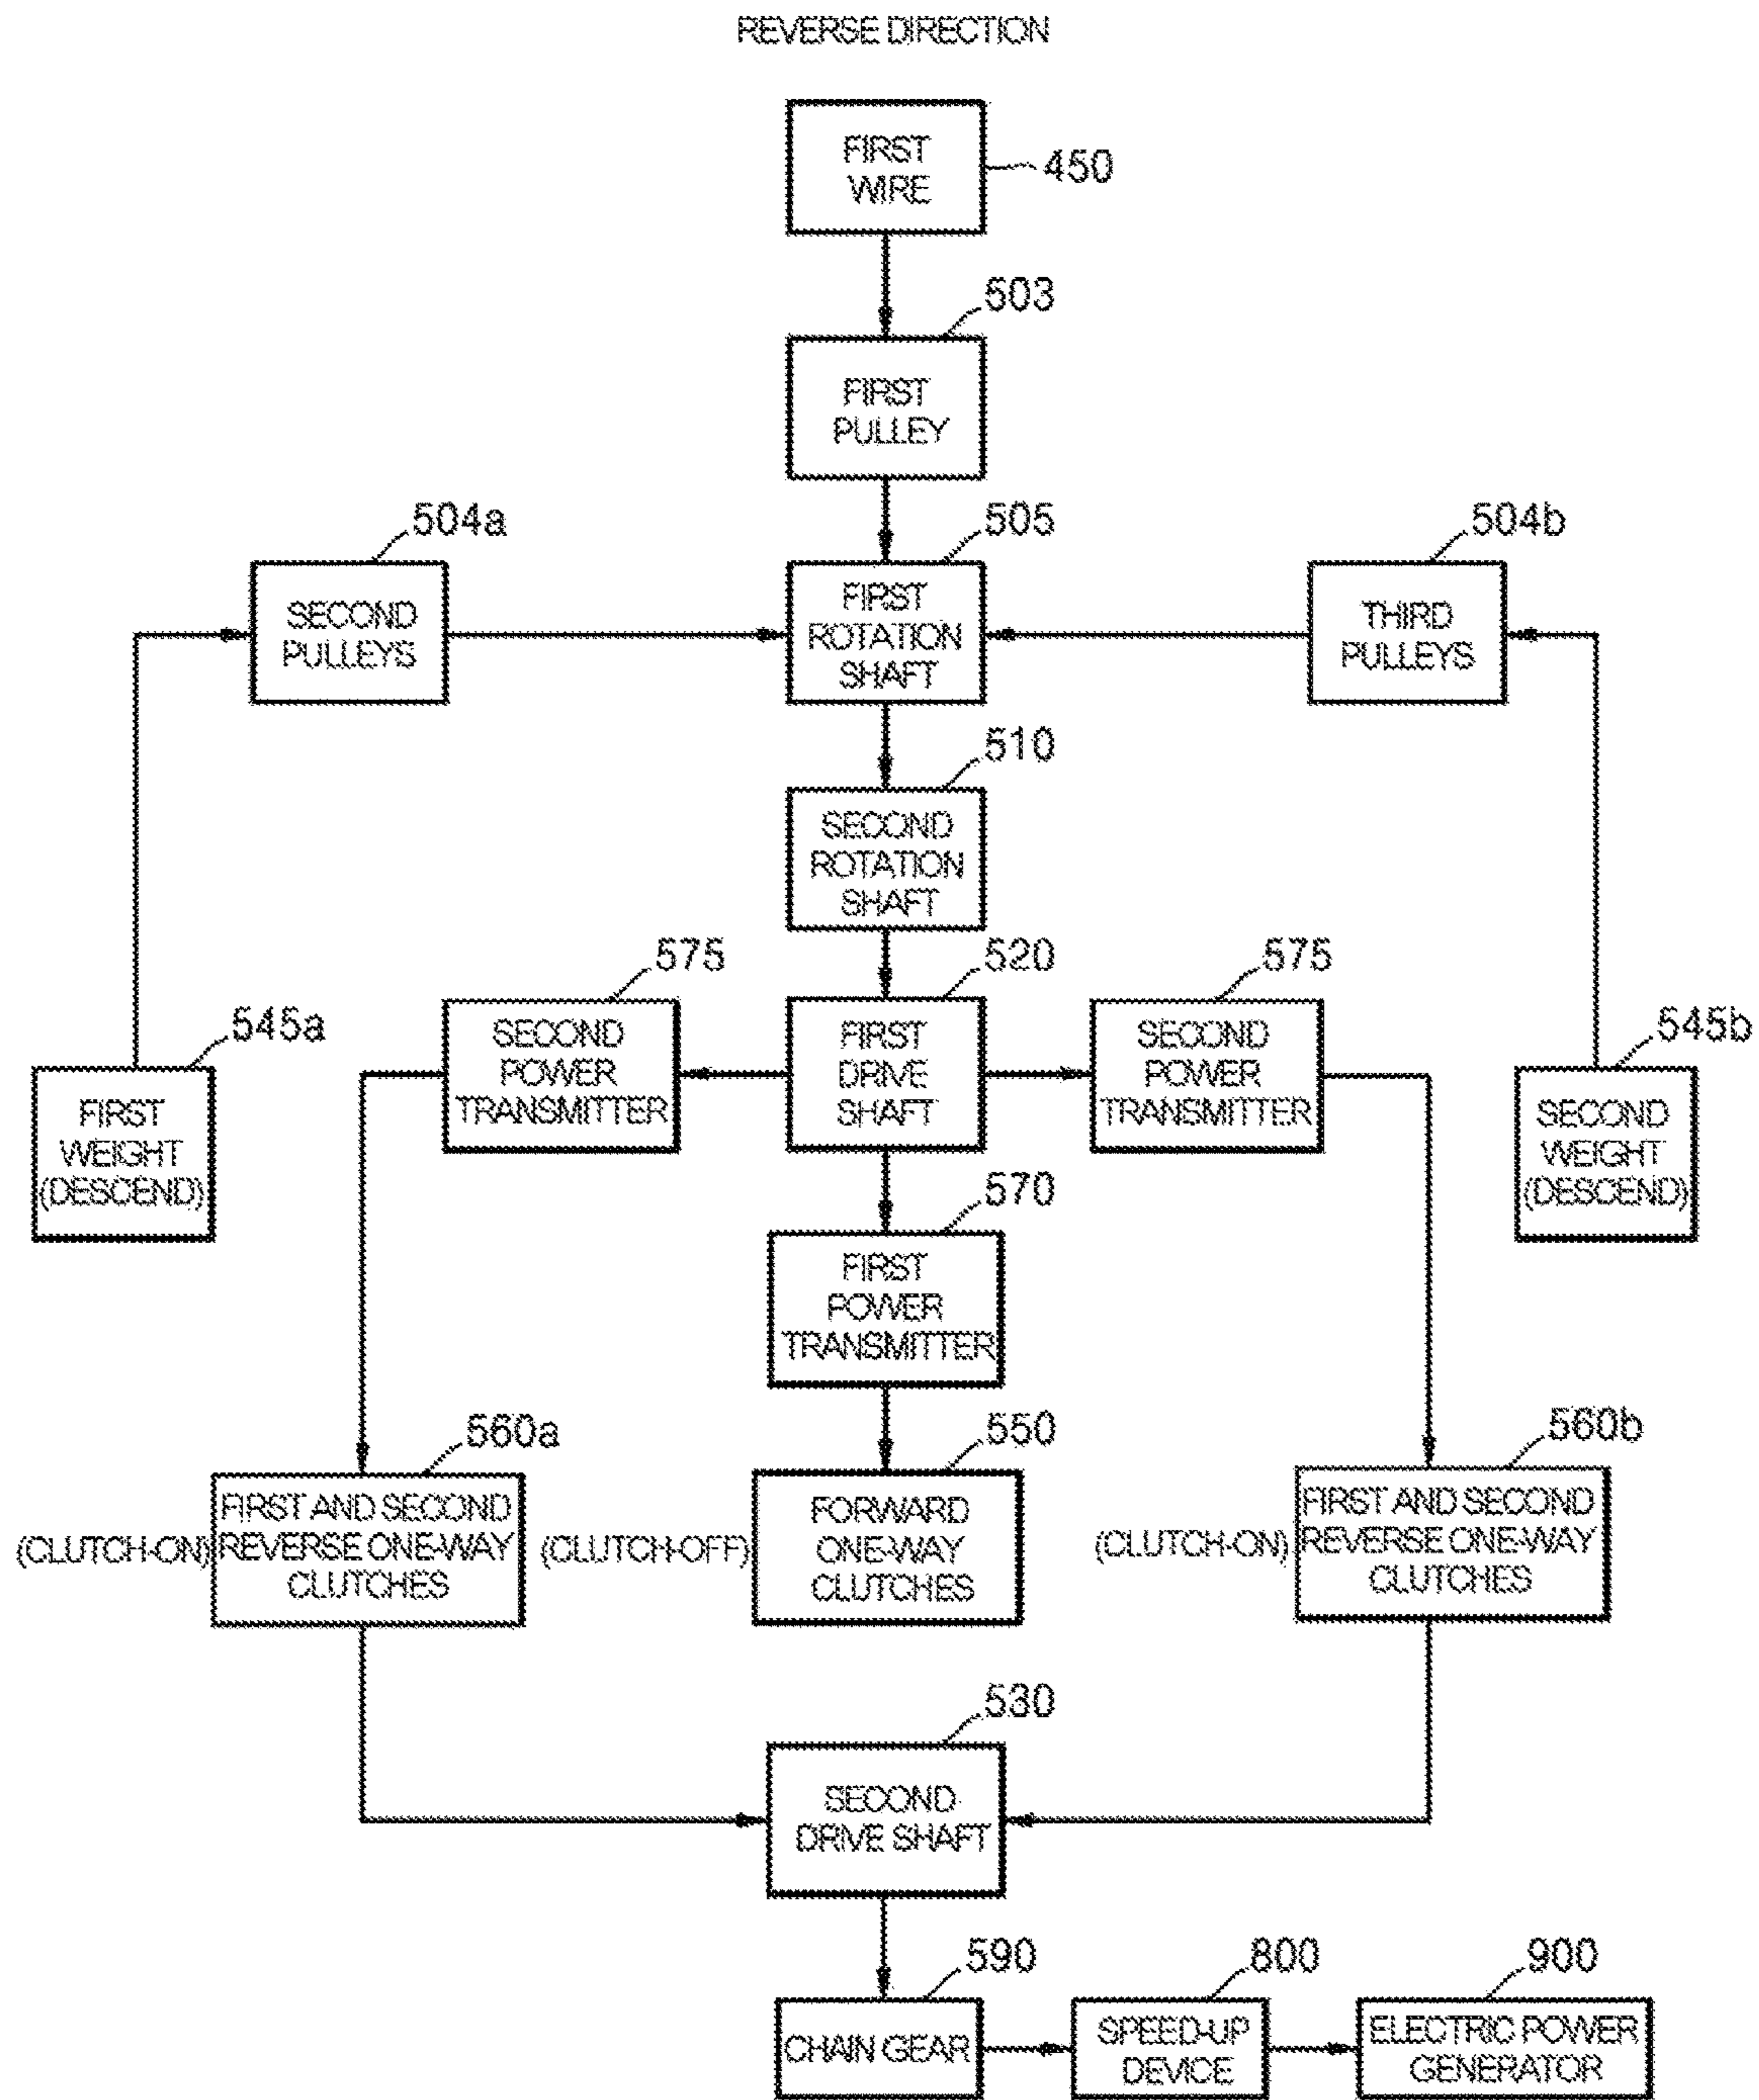 REVERSE DIRECTION
FIRST
WIRE
450
503
FIRST
PULLEY
504a
505
504b
SECOND
PULLEYS
FIRST
ROTATION
SHAFT
THIRD
PULLEYS
510
SECOND
ROTATION
SHAFT
575
520
575
545a
SECOND
POWER
TRANSMITTER
FIRST
DRIVE
SHAFT
SECOND
POWER
TRANSMITTER
545b
FIRST
WEIGHT
(DESCEND)
SECOND
WEIGHT
(DESCEND)
570
FIRST
POWER
TRANSMITTER
560a
550
560b
(CLUTCH-ON)
FIRST AND SECOND
REVERSE ONE-WAY
CLUTCHES
(CLUTCH-OFF)
FORWARD
ONE-WAY
CLUTCHES
(CLUTCH-ON)
FIRST AND SECOND
REVERSE ONE-WAY
CLUTCHES
530
SECOND
DRIVE SHAFT
590
800
900
CHAIN GEAR
SPEED-UP
DEVICE
ELECTRIC POWER
GENERATOR